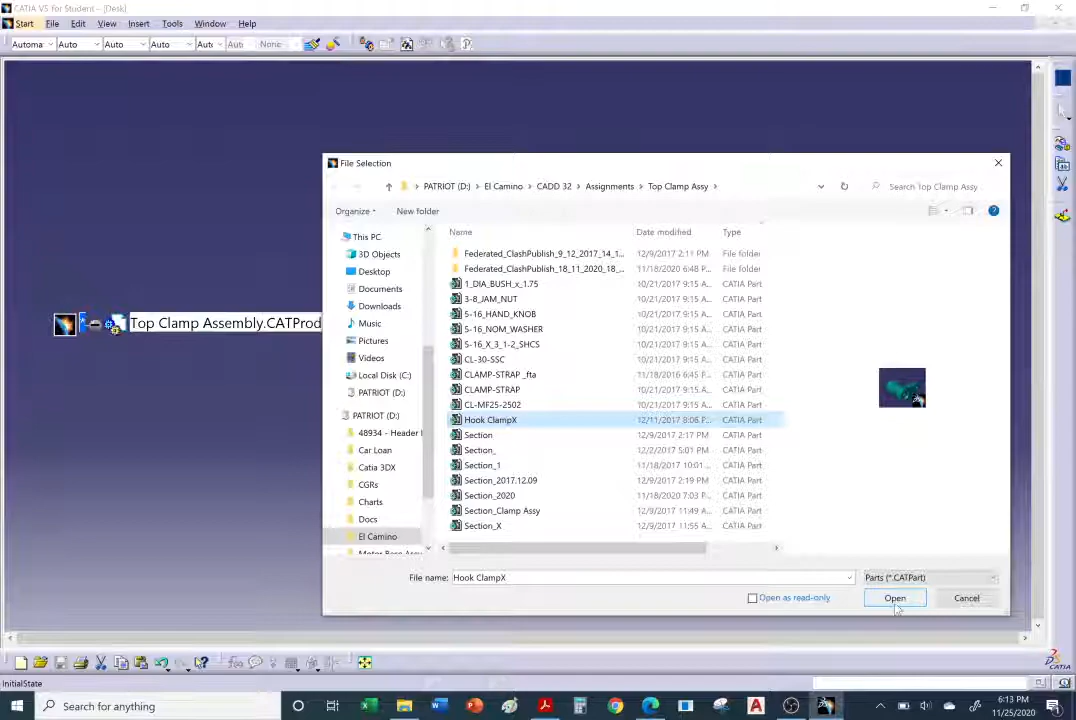 CATIA V5 for Student - [Desk]
Start File Edit View Insert Tools Window Help
Automa Auto Auto Auto Aut Auti None
File Selection
PATRIOT (D:) > El Camino > CADD 32 > Assignments > Top Clamp Assy >
Search Top Clamp Assy
Organize New folder
Name Date modified Type
This PC
3D Objects
Desktop
Documents
Downloads
Music
Pictures
Videos
Local Disk (C:)
PATRIOT (D:)
PATRIOT (D:)
48934 - Header
Car Loan
Catia 3DX
CGRs
Charts
Docs
El Camino
Motor Base Assy
Federated_ClashPublish_9_12_2017_14_1... 12/9/2017 2:11 PM File folder
Federated_ClashPublish_18_11_2020_18_... 11/18/2020 6:48 P... File folder
1_DIA_BUSH_x_1.75 10/21/2017 9:15 A... CATIA Part
3-8_JAM_NUT 10/21/2017 9:15 A... CATIA Part
5-16_HAND_KNOB 10/21/2017 9:15 A... CATIA Part
5-16_NOM_WASHER 10/21/2017 9:15 A... CATIA Part
5-16_X_3_1-2_SHCS 10/21/2017 9:15 A... CATIA Part
CL-30-SSC 10/21/2017 9:15 A... CATIA Part
CLAMP-STRAP _fta 11/18/2016 6:45 P... CATIA Part
CLAMP-STRAP 10/21/2017 9:15 A... CATIA Part
CL-MF25-2502 10/21/2017 9:15 A... CATIA Part
Hook ClampX 12/11/2017 8:06 P... CATIA Part
Section 12/9/2017 2:17 PM CATIA Part
Section_ 12/2/2017 5:01 PM CATIA Part
Section_1 11/18/2017 10:01... CATIA Part
Section_2017.12.09 12/9/2017 2:19 PM CATIA Part
Section_2020 11/18/2020 7:03 P... CATIA Part
Section_Clamp Assy 12/9/2017 11:49 A... CATIA Part
Section_X 12/9/2017 11:55 A... CATIA Part
Top Clamp Assembly.CATProd
File name: Hook ClampX Parts (*.CATPart)
Open as read-only Open Cancel
CATIA
InitialState
Search for anything
6:13 PM
11/25/2020